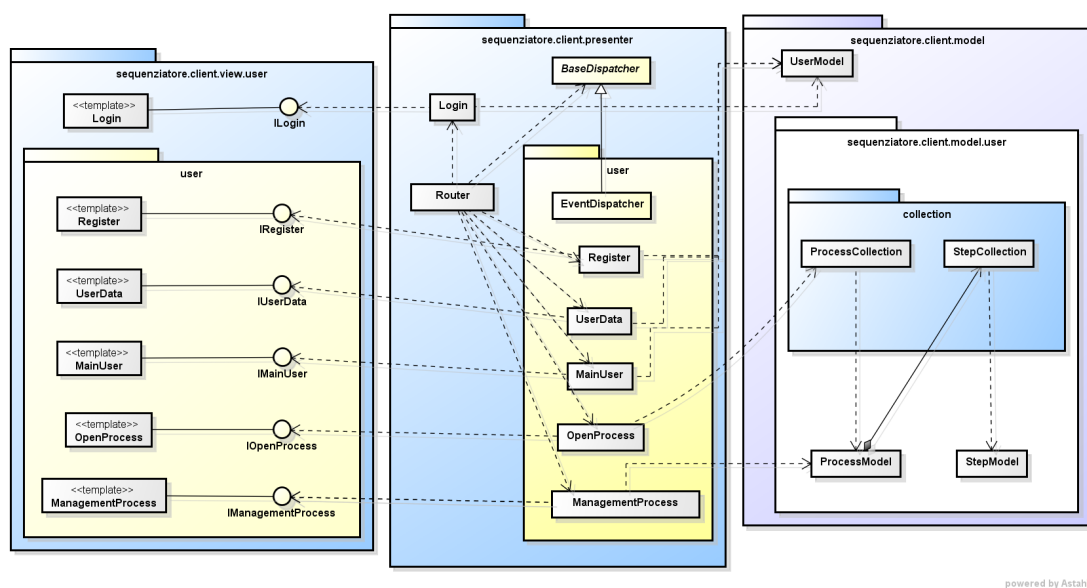 sequenziatore.client.view.user
<<template>>
Login
ILogin
user
<<template>>
Register
IRegister
<<template>>
UserData
IUserData
<<template>>
MainUser
IMainUser
<<template>>
OpenProcess
IOpenProcess
<<template>>
ManagementProcess
IManagementProcess
sequenziatore.client.presenter
BaseDispatcher
Login
Router
user
EventDispatcher
Register
UserData
MainUser
OpenProcess
ManagementProcess
sequenziatore.client.model
UserModel
sequenziatore.client.model.user
collection
ProcessCollection
StepCollection
ProcessModel
StepModel
powered by Astah